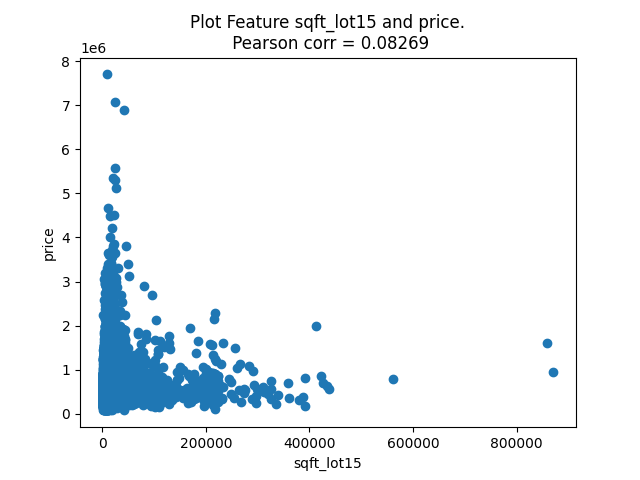 Plot Feature sqft_lot15 and price.
Pearson corr = 0.08269
1e6
8
7
6
5
4
3
2
1
0
price
0 200000 400000 600000 800000
sqft_lot15